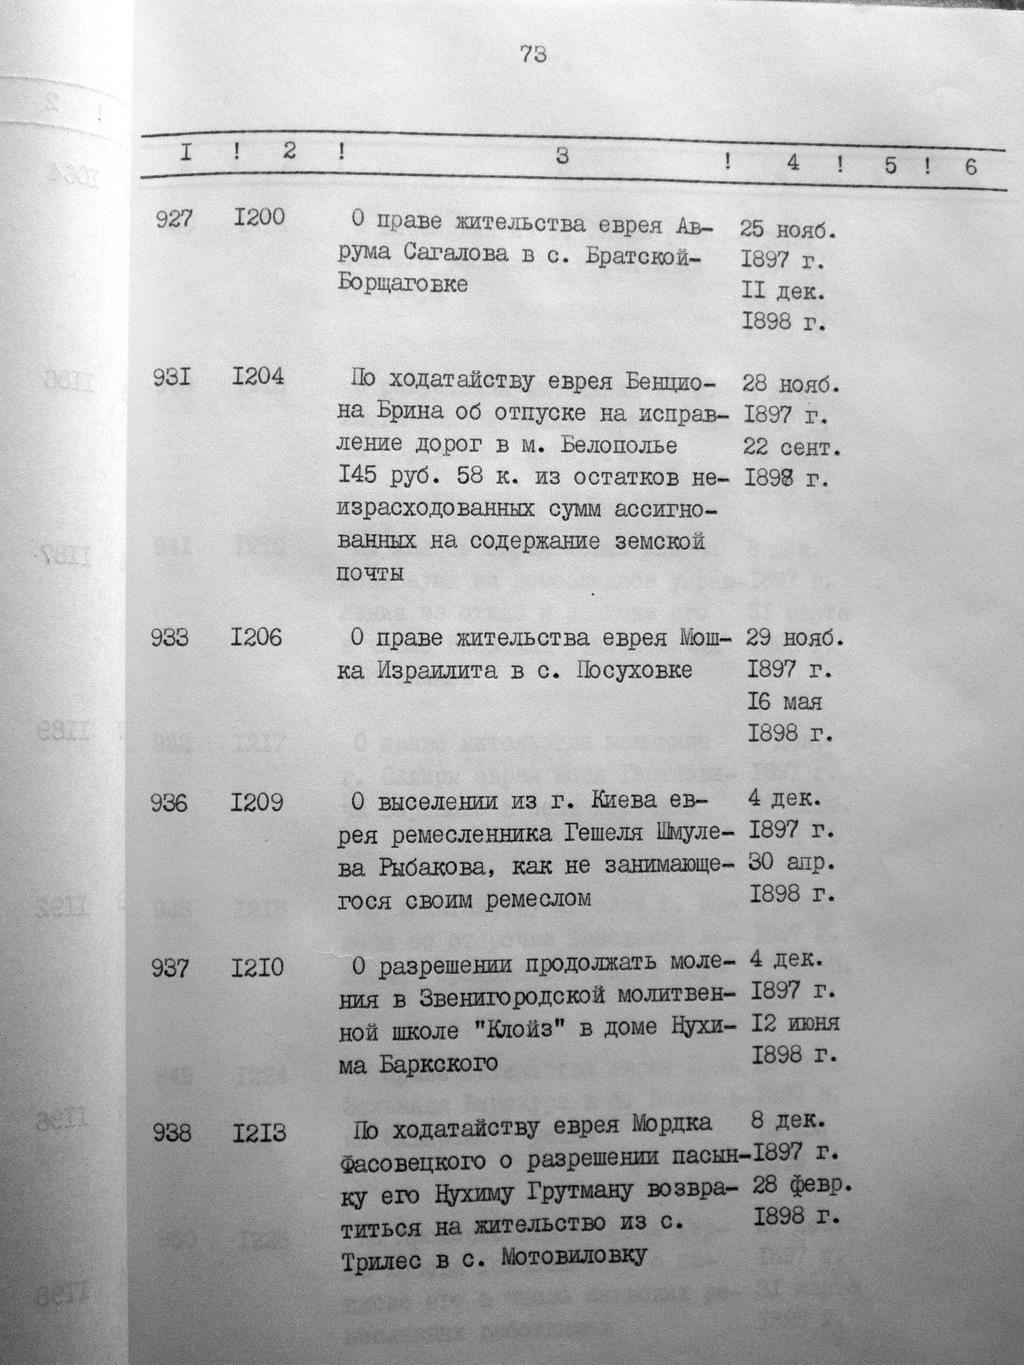 73
I ! 2 ! 3 ! 4 ! 5 ! 6
927 I200 О праве жительства еврея Ав- 25 нояб.
рума Сагалова в с. Братской- I897 г.
Борщаговке II дек.
I898 г.
93I I204 По ходатайству еврея Бенцио- 28 нояб.
на Брина об отпуске на исправ- I897 г.
ление дорог в м. Белополье 22 сент.
I45 руб. 58 к. из остатков не- I898 г.
израсходованных сумм ассигно-
ванных на содержание земской
почты
933 I206 О праве жительства еврея Мош- 29 нояб.
ка Израилита в с. Посуховке I897 г.
I6 мая
I898 г.
936 I209 О выселении из г. Киева ев- 4 дек.
рея ремесленника Гешеля Шмуле- I897 г.
ва Рыбакова, как не занимающе- 30 апр.
гося своим ремеслом I898 г.
937 I2I0 О разрешении продолжать моле- 4 дек.
ния в Звенигородской молитвен- I897 г.
ной школе "Клойз" в доме Нухи- I2 июня
ма Баркского I898 г.
938 I2I3 По ходатайству еврея Мордка 8 дек.
Фасовецкого о разрешении пасын- I897 г.
ку его Нухиму Грутману возвра- 28 февр.
титься на жительство из с. I898 г.
Трилес в с. Мотовиловку